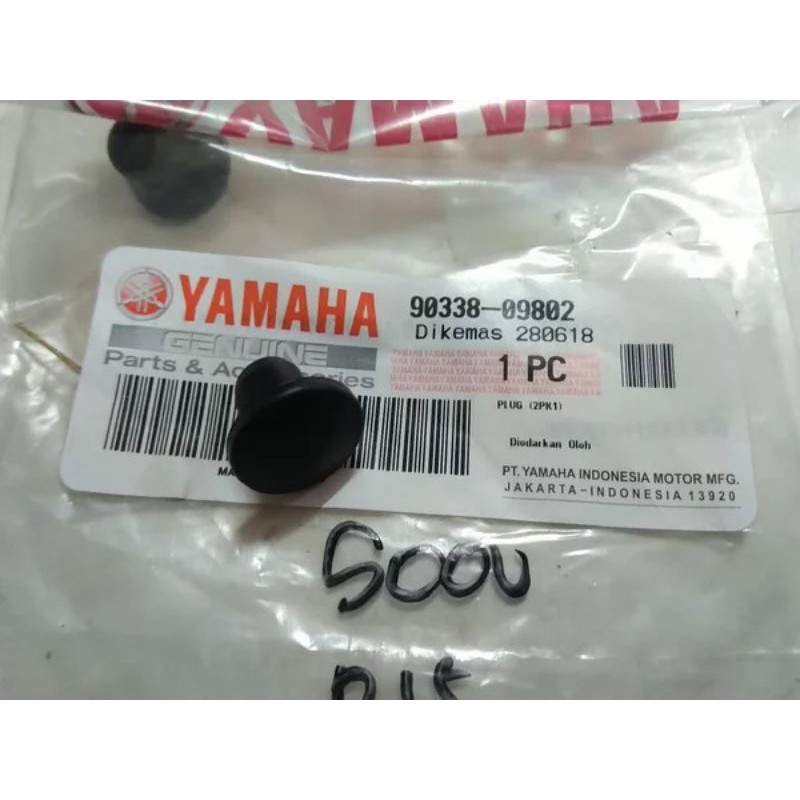 YAMAHA
YAMAHA
90338-09802
GENUINE
Dikemas 280618
Parts & Accessories
1 PC
PLUG (2PK1)
Diedarkan Oleh
PT. YAMAHA INDONESIA MOTOR MFG.
JAKARTA-INDONESIA 13920
5000